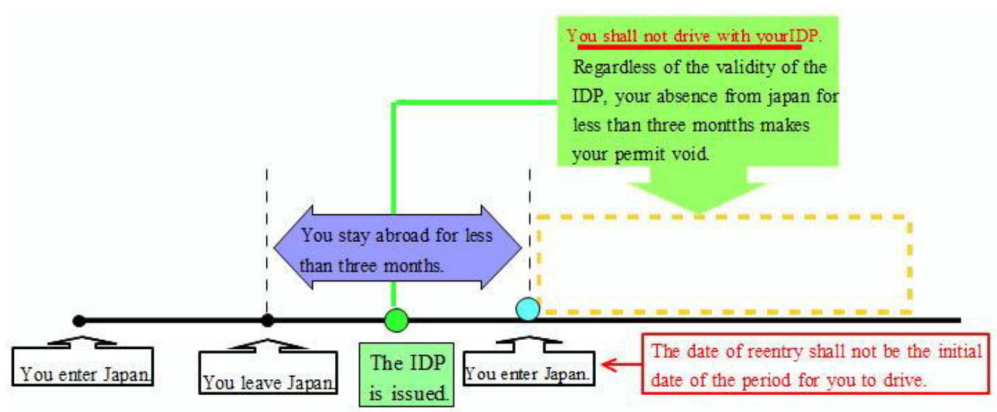 You shall not drive with yourIDP.
Regardless of the validity of the
IDP, your absence from japan for
less than three montths makes
your permit void.
You stay abroad for less
than three months.
You enter Japan.
You leave Japan.
The IDP
is issued.
You enter Japan.
The date of reentry shall not be the initial
date of the period for you to drive.